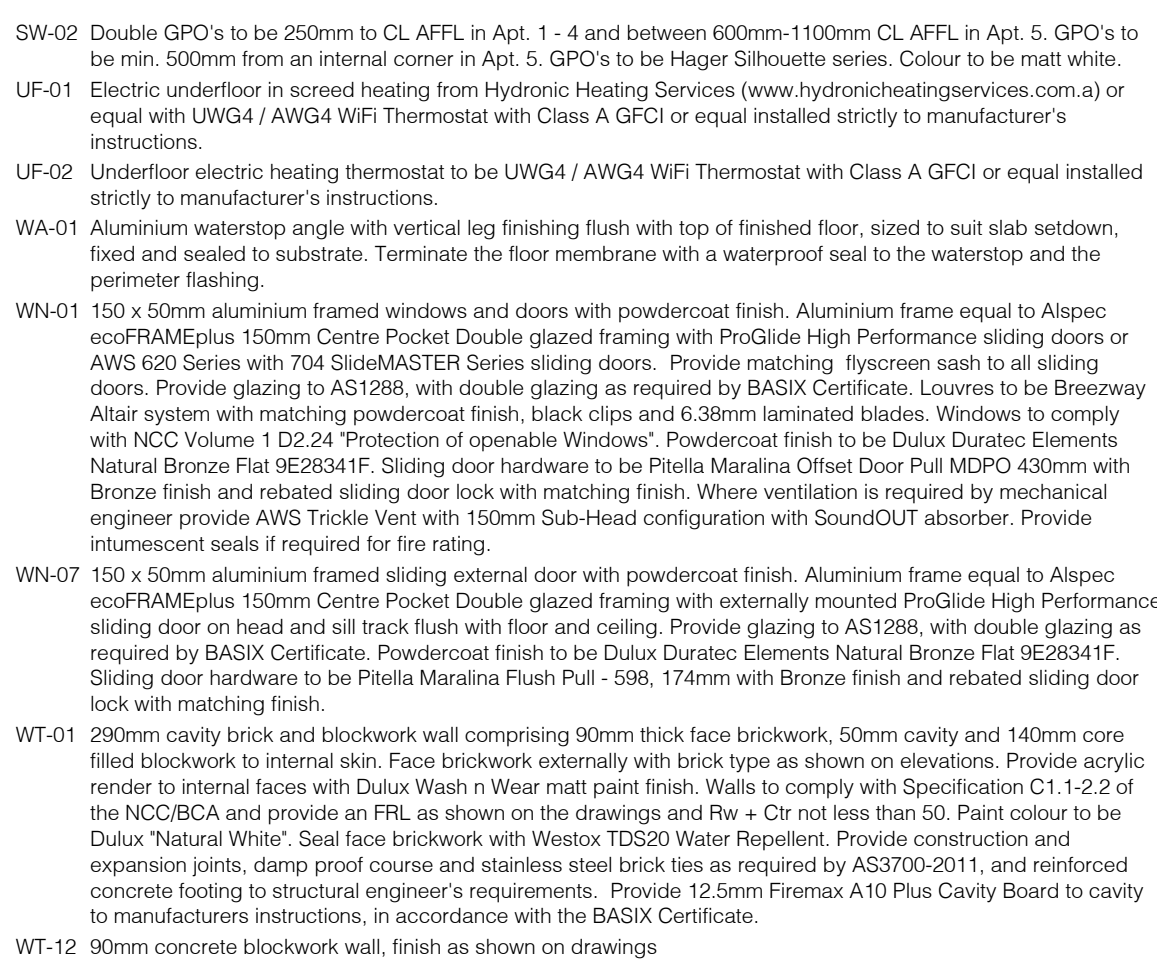 SW-02 Double GPO's to be 250mm to CL AFFL in Apt. 1 - 4 and between 600mm-1100mm CL AFFL in Apt. 5. GPO's to
be min. 500mm from an internal corner in Apt. 5. GPO's to be Hager Silhouette series. Colour to be matt white.
UF-01 Electric underfloor in screed heating from Hydronic Heating Services (www.hydronicheatingservices.com.a) or
equal with UWG4 / AWG4 WiFi Thermostat with Class A GFCI or equal installed strictly to manufacturer's
instructions.
UF-02 Underfloor electric heating thermostat to be UWG4 / AWG4 WiFi Thermostat with Class A GFCI or equal installed
strictly to manufacturer's instructions.
WA-01 Aluminium waterstop angle with vertical leg finishing flush with top of finished floor, sized to suit slab setdown,
fixed and sealed to substrate. Terminate the floor membrane with a waterproof seal to the waterstop and the
perimeter flashing.
WN-01 150 x 50mm aluminium framed windows and doors with powdercoat finish. Aluminium frame equal to Alspec
ecoFRAMEplus 150mm Centre Pocket Double glazed framing with ProGlide High Performance sliding doors or
AWS 620 Series with 704 SlideMASTER Series sliding doors. Provide matching flyscreen sash to all sliding
doors. Provide glazing to AS1288, with double glazing as required by BASIX Certificate. Louvres to be Breezway
Altair system with matching powdercoat finish, black clips and 6.38mm laminated blades. Windows to comply
with NCC Volume 1 D2.24 "Protection of openable Windows". Powdercoat finish to be Dulux Duratec Elements
Natural Bronze Flat 9E28341F. Sliding door hardware to be Pitella Maralina Offset Door Pull MDPO 430mm with
Bronze finish and rebated sliding door lock with matching finish. Where ventilation is required by mechanical
engineer provide AWS Trickle Vent with 150mm Sub-Head configuration with SoundOUT absorber. Provide
intumescent seals if required for fire rating.
WN-07 150 x 50mm aluminium framed sliding external door with powdercoat finish. Aluminium frame equal to Alspec
ecoFRAMEplus 150mm Centre Pocket Double glazed framing with externally mounted ProGlide High Performance
sliding door on head and sill track flush with floor and ceiling. Provide glazing to AS1288, with double glazing as
required by BASIX Certificate. Powdercoat finish to be Dulux Duratec Elements Natural Bronze Flat 9E28341F.
Sliding door hardware to be Pitella Maralina Flush Pull - 598, 174mm with Bronze finish and rebated sliding door
lock with matching finish.
WT-01 290mm cavity brick and blockwork wall comprising 90mm thick face brickwork, 50mm cavity and 140mm core
filled blockwork to internal skin. Face brickwork externally with brick type as shown on elevations. Provide acrylic
render to internal faces with Dulux Wash n Wear matt paint finish. Walls to comply with Specification C1.1-2.2 of
the NCC/BCA and provide an FRL as shown on the drawings and Rw + Ctr not less than 50. Paint colour to be
Dulux "Natural White". Seal face brickwork with Westox TDS20 Water Repellent. Provide construction and
expansion joints, damp proof course and stainless steel brick ties as required by AS3700-2011, and reinforced
concrete footing to structural engineer's requirements. Provide 12.5mm Firemax A10 Plus Cavity Board to cavity
to manufacturers instructions, in accordance with the BASIX Certificate.
WT-12 90mm concrete blockwork wall, finish as shown on drawings